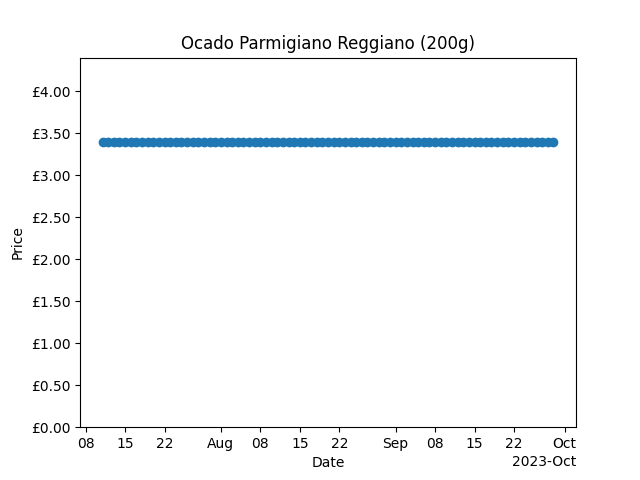 Ocado Parmigiano Reggiano (200g)
£4.00
£3.50
£3.00
£2.50
£2.00
£1.50
£1.00
£0.50
£0.00
Price
08 15 22 Aug 08 15 22 Sep 08 15 22 Oct
Date
2023-Oct